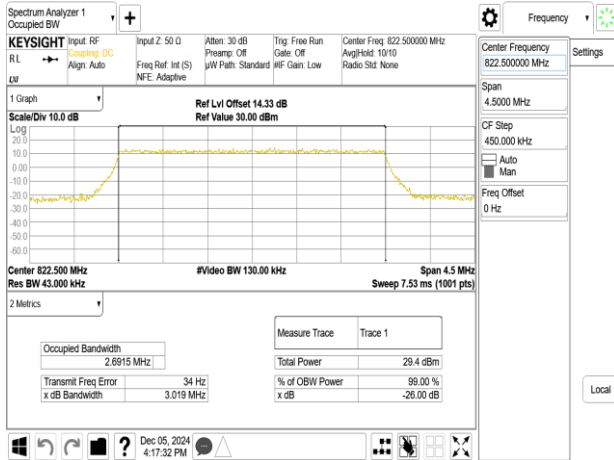 Spectrum Analyzer 1
Occupied BW
+
Frequency
KEYSIGHT
RL
LXI
Input: RF
Coupling: DC
Align: Auto
Input Z: 50 Ω
Freq Ref: Int (S)
NFE: Adaptive
Atten: 30 dB
Preamp: Off
µW Path: Standard
Trig: Free Run
Gate: Off
#IF Gain: Low
Center Freq: 822.500000 MHz
Avg|Hold: 10/10
Radio Std: None
Center Frequency
822.500000 MHz
Settings
Span
4.5000 MHz
CF Step
450.000 kHz
Auto
Man
Freq Offset
0 Hz
Local
1 Graph
Scale/Div 10.0 dB
Ref Lvl Offset 14.33 dB
Ref Value 30.00 dBm
Log
20.0
10.0
0.00
-10.0
-20.0
-30.0
-40.0
-50.0
-60.0
Center 822.500 MHz
Res BW 43.000 kHz
#Video BW 130.00 kHz
Span 4.5 MHz
Sweep 7.53 ms (1001 pts)
2 Metrics
Measure Trace Trace 1
Occupied Bandwidth
2.6915 MHz
Total Power 29.4 dBm
Transmit Freq Error 34 Hz
% of OBW Power 99.00 %
x dB Bandwidth 3.019 MHz
x dB -26.00 dB
?
Dec 05, 2024
4:17:32 PM